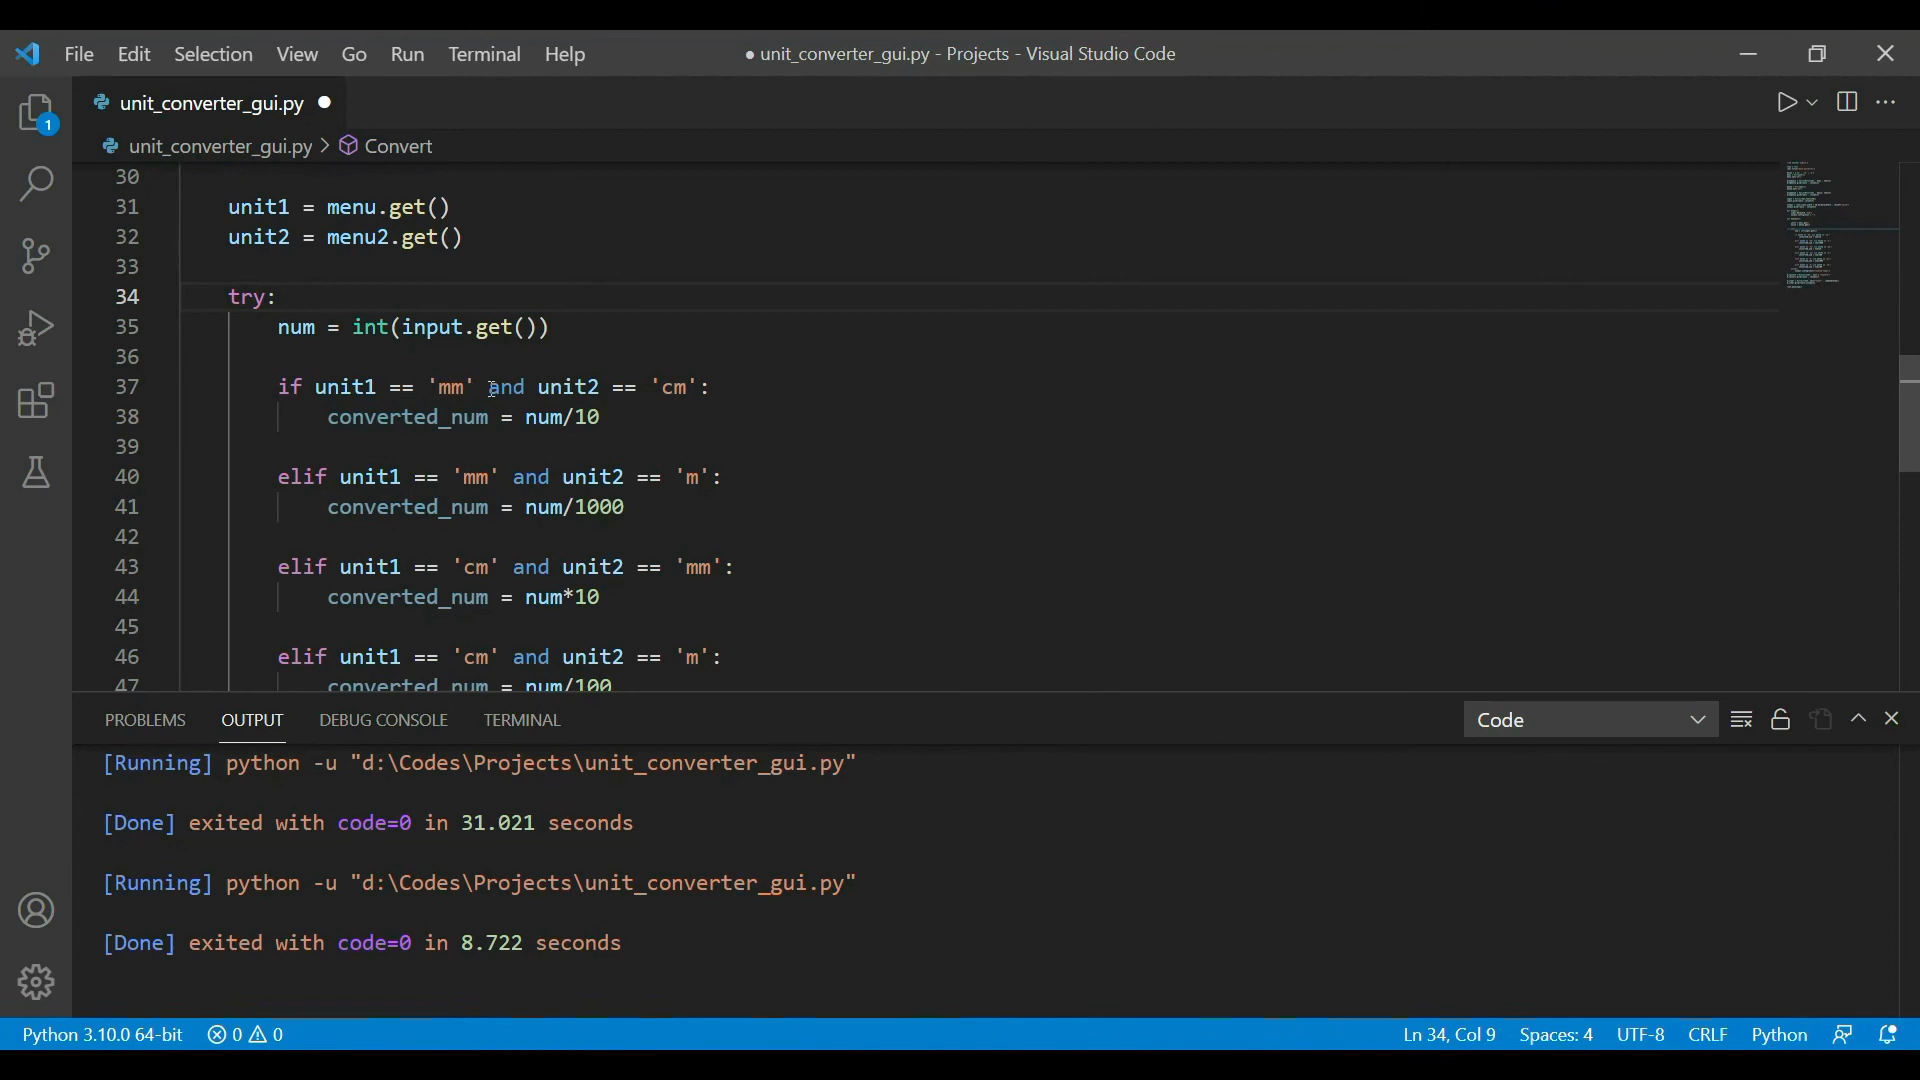 File Edit Selection View Go Run Terminal Help ● unit_converter_gui.py - Projects - Visual Studio Code
unit_converter_gui.py
1
unit_converter_gui.py > Convert
30
31 unit1 = menu.get()
32 unit2 = menu2.get()
33
34 try:
35 num = int(input.get())
36
37 if unit1 == 'mm' and unit2 == 'cm':
38 converted_num = num/10
39
40 elif unit1 == 'mm' and unit2 == 'm':
41 converted_num = num/1000
42
43 elif unit1 == 'cm' and unit2 == 'mm':
44 converted_num = num*10
45
46 elif unit1 == 'cm' and unit2 == 'm':
47 converted_num = num/100
PROBLEMS OUTPUT DEBUG CONSOLE TERMINAL Code
[Running] python -u "d:\Codes\Projects\unit_converter_gui.py"
[Done] exited with code=0 in 31.021 seconds
[Running] python -u "d:\Codes\Projects\unit_converter_gui.py"
[Done] exited with code=0 in 8.722 seconds
Python 3.10.0 64-bit 0 0 Ln 34, Col 9 Spaces: 4 UTF-8 CRLF Python